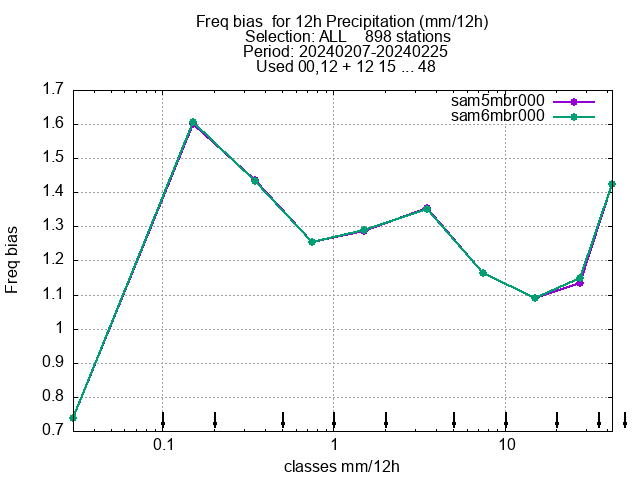 Freq bias  for 12h Precipitation (mm/12h)
Selection: ALL    898 stations
Period: 20240207-20240225
Used 00,12 + 12 15 ... 48
sam5mbr000
sam6mbr000
1.7
1.6
1.5
1.4
1.3
1.2
1.1
1
0.9
0.8
0.7
Freq bias
0.1 1 10
classes mm/12h